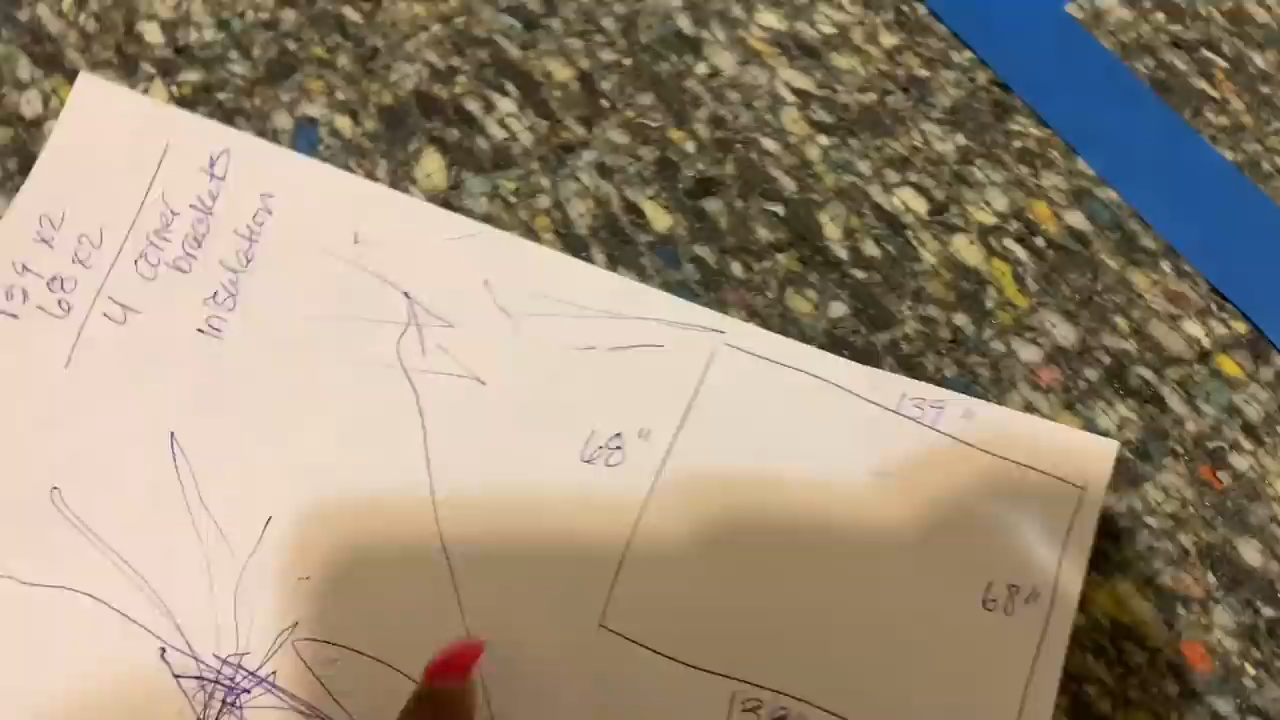 139 x2
68 x2
4 corner
brackets
insulation
139"
68"
68"